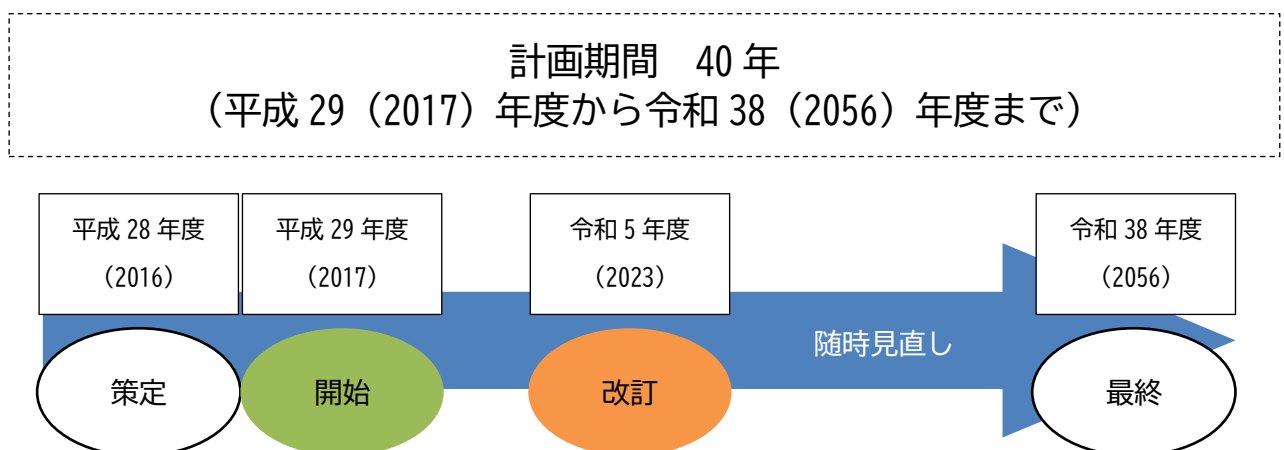 計画期間　40 年
（平成 29（2017）年度から令和 38（2056）年度まで）
平成 28 年度
（2016）
平成 29 年度
（2017）
令和 5 年度
（2023）
令和 38 年度
（2056）
随時見直し
策定
開始
改訂
最終